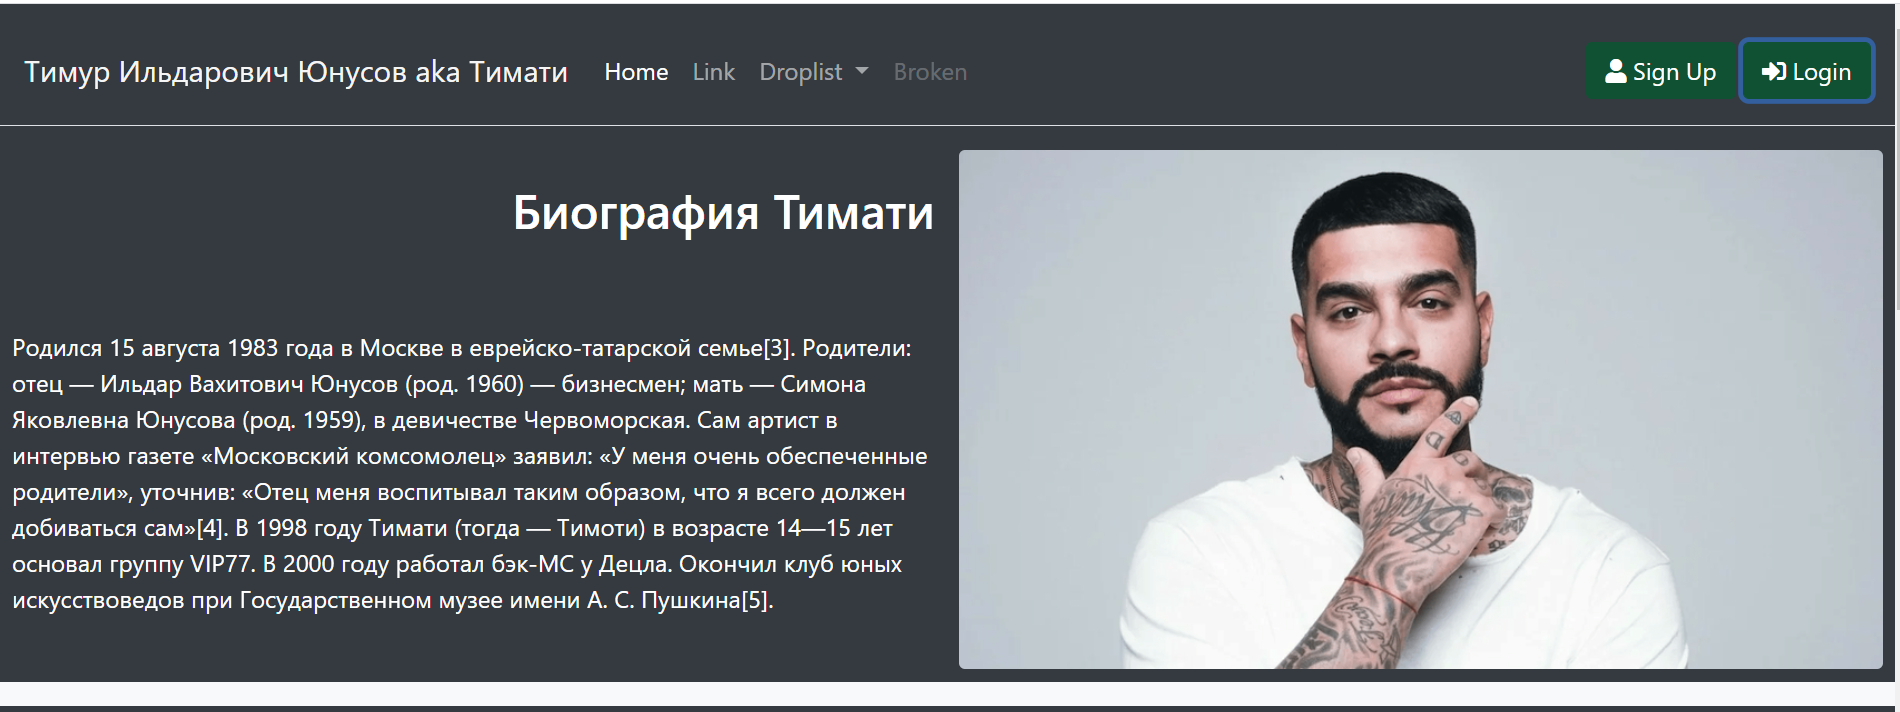 Тимур Ильдарович Юнусов aka Тимати Home Link Droplist Broken Sign Up Login
Биография Тимати
Родился 15 августа 1983 года в Москве в еврейско-татарской семье[3]. Родители:
отец — Ильдар Вахитович Юнусов (род. 1960) — бизнесмен; мать — Симона
Яковлевна Юнусова (род. 1959), в девичестве Червоморская. Сам артист в
интервью газете «Московский комсомолец» заявил: «У меня очень обеспеченные
родители», уточнив: «Отец меня воспитывал таким образом, что я всего должен
добиваться сам»[4]. В 1998 году Тимати (тогда — Тимоти) в возрасте 14—15 лет
основал группу VIP77. В 2000 году работал бэк-МС у Децла. Окончил клуб юных
искусствоведов при Государственном музее имени А. С. Пушкина[5].